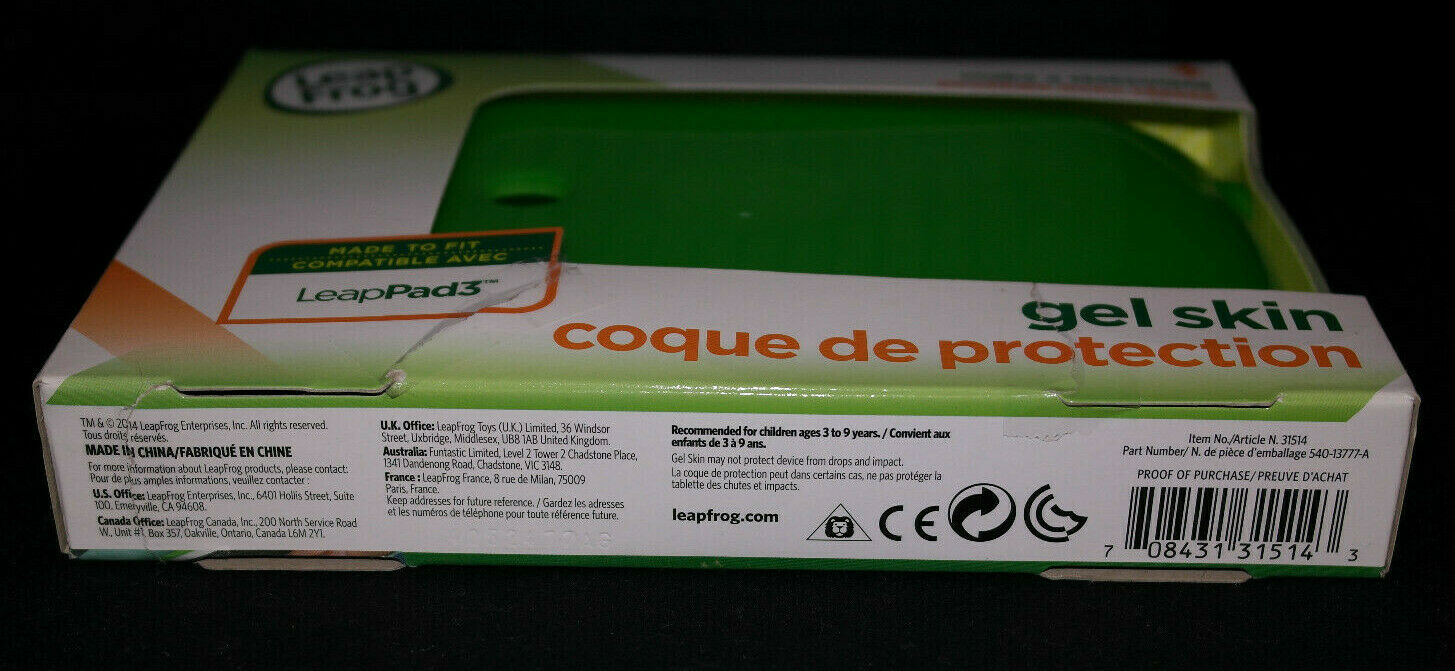 Leap
Frog
MADE TO FIT
COMPATIBLE AVEC
LeapPad3™
gel skin
coque de protection
TM & © 2014 LeapFrog Enterprises, Inc. All rights reserved.
Tous droits réservés.
MADE IN CHINA/FABRIQUÉ EN CHINE
For more information about LeapFrog products, please contact:
Pour de plus amples informations, veuillez contacter :
U.S. Office: LeapFrog Enterprises, Inc., 6401 Hollis Street, Suite
100, Emeryville, CA 94608.
Canada Office: LeapFrog Canada, Inc., 200 North Service Road
W., Unit #1, Box 357, Oakville, Ontario, Canada L6M 2Y1.
U.K. Office: LeapFrog Toys (U.K.) Limited, 36 Windsor
Street, Uxbridge, Middlesex, UB8 1AB United Kingdom.
Australia: Funtastic Limited, Level 2 Tower 2 Chadstone Place,
1341 Dandenong Road, Chadstone, VIC 3148.
France : LeapFrog France, 8 rue de Milan, 75009
Paris, France.
Keep addresses for future reference. / Gardez les adresses
et les numéros de téléphone pour toute référence future.
Recommended for children ages 3 to 9 years. / Convient aux
enfants de 3 à 9 ans.
Gel Skin may not protect device from drops and impact.
La coque de protection peut dans certains cas, ne pas protéger la
tablette des chutes et impacts.
leapfrog.com
CE
Item No./Article N. 31514
Part Number/ N. de pièce d'emballage 540-13777-A
PROOF OF PURCHASE/PREUVE D'ACHAT
7 08431 31514 3